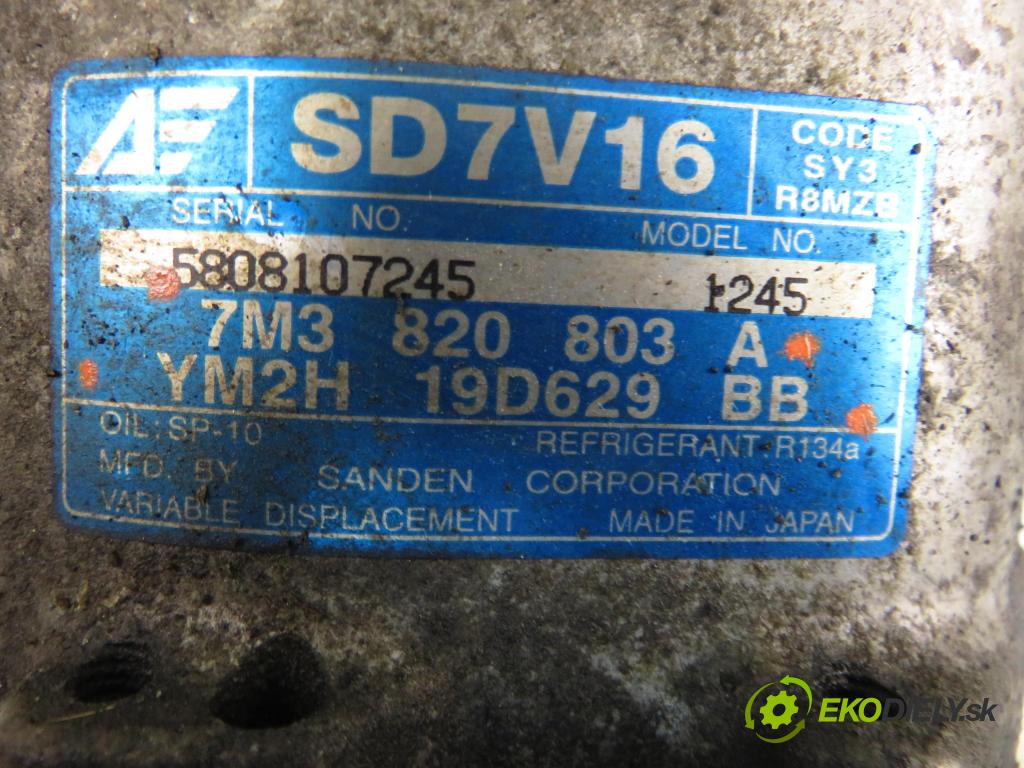 AE SD7V16 CODE
SY3
R8MZB
SERIAL NO. MODEL NO.
5808107245 1245
7M3 820 803 A
YM2H 19D629 BB
OIL: SP-10 REFRIGERANT R134a
MFD. BY SANDEN CORPORATION
VARIABLE DISPLACEMENT MADE IN JAPAN
EKODIELY.sk